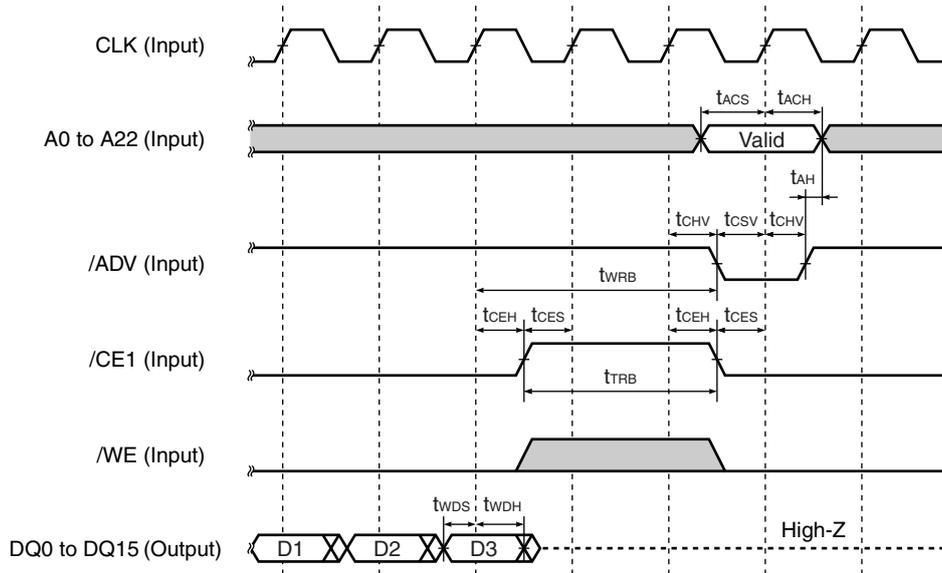 CLK (Input)
tACS tACH
A0 to A22 (Input) Valid
tAH
tCHV tCSV tCHV
/ADV (Input)
tWRB
tCEH tCES tCEH tCES
/CE1 (Input)
tTRB
/WE (Input)
tWDS tWDH
High-Z
DQ0 to DQ15 (Output) D1 D2 D3